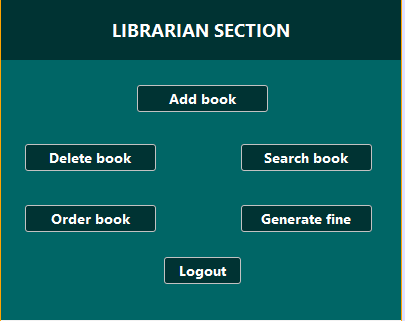 LIBRARIAN SECTION
Add book
Delete book
Search book
Order book
Generate fine
Logout